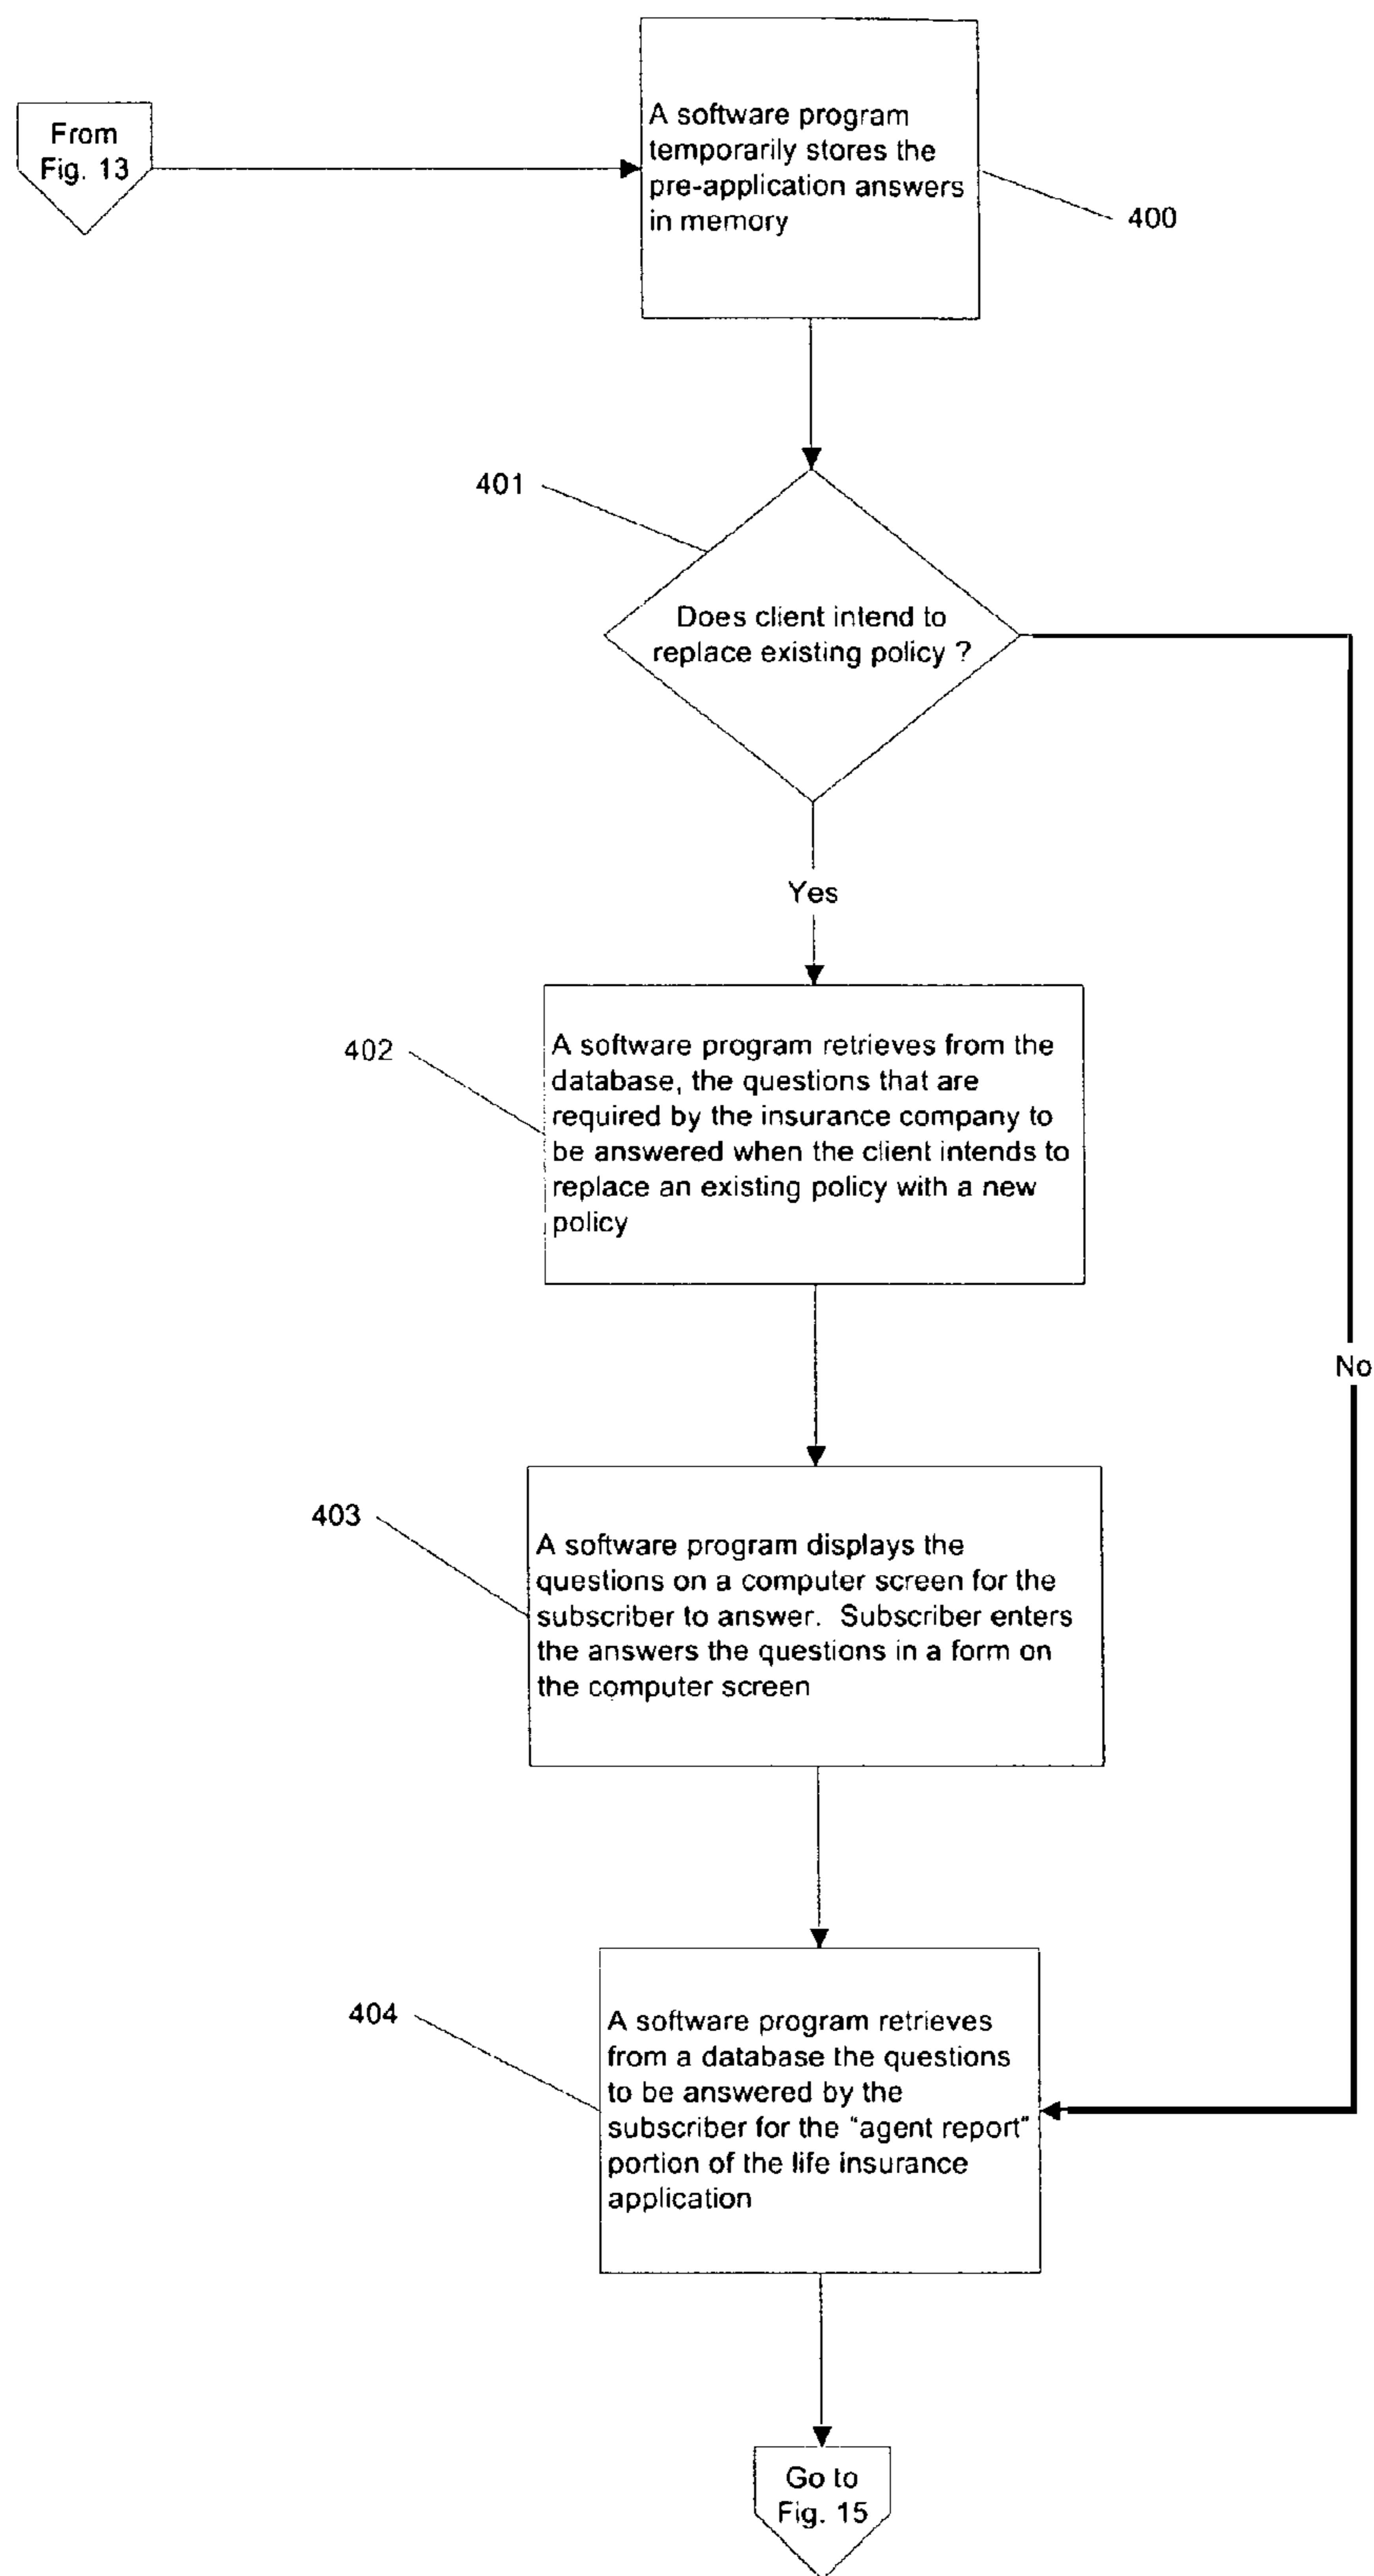 From
Fig. 13
A software program
temporarily stores the
pre-application answers
in memory
400
401
Does client intend to
replace existing policy ?
Yes
402
A software program retrieves from the
database, the questions that are
required by the insurance company to
be answered when the client intends to
replace an existing policy with a new
policy
No
403
A software program displays the
questions on a computer screen for the
subscriber to answer.  Subscriber enters
the answers the questions in a form on
the computer screen
404
A software program retrieves
from a database the questions
to be answered by the
subscriber for the "agent report"
portion of the life insurance
application
Go to
Fig. 15